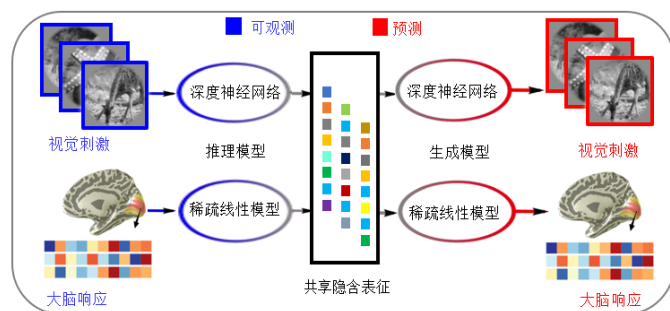 可观测
预测
深度神经网络
深度神经网络
视觉刺激
推理模型
生成模型
视觉刺激
稀疏线性模型
稀疏线性模型
共享隐含表征
大脑响应
大脑响应